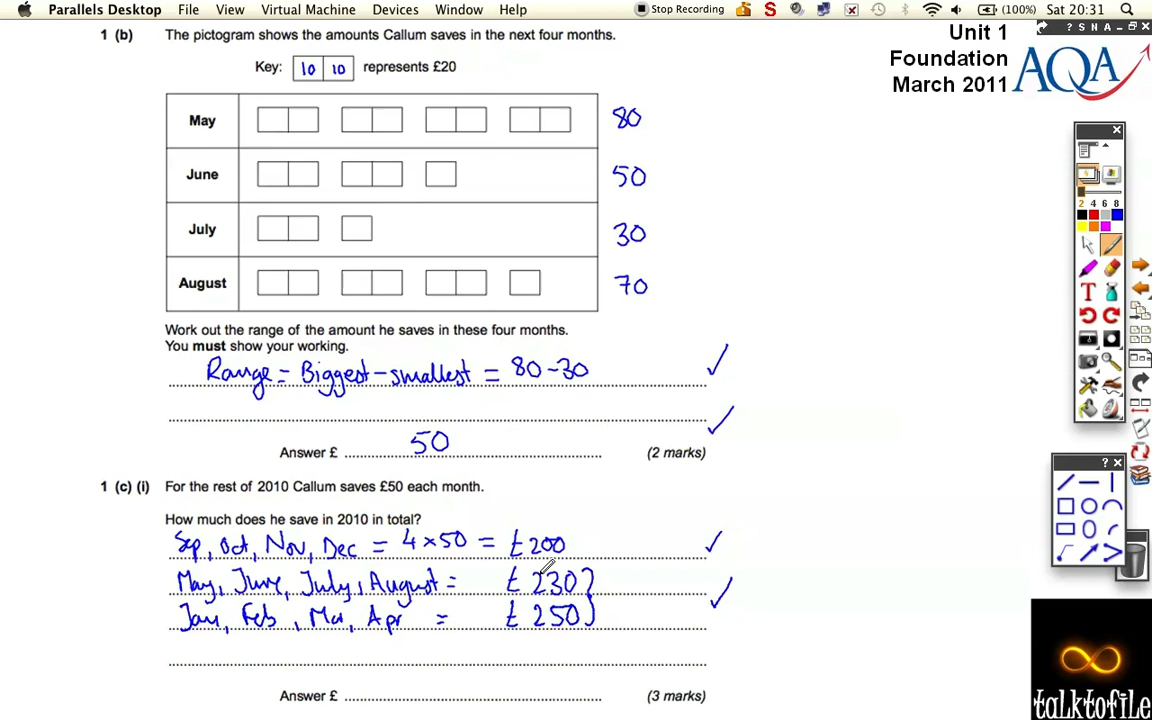 Parallels Desktop File View Virtual Machine Devices Window Help Stop Recording S (100%) Sat 20:31
1 (b) The pictogram shows the amounts Callum saves in the next four months.
Unit 1
Foundation
March 2011
AQA
Key: 10 10 represents £20
May 80
June 50
July 30
August 70
Work out the range of the amount he saves in these four months.
You must show your working.
Range = Biggest - smallest = 80 - 30
Answer £ 50 (2 marks)
1 (c) (i) For the rest of 2010 Callum saves £50 each month.
How much does he save in 2010 in total?
Sep, Oct, Nov, Dec = 4 × 50 = £200
May, June, July, August = £230
Jan, Feb, Mar, Apr = £250
Answer £ (3 marks)
? S N A
2 4 6 8
T
?
talktofile